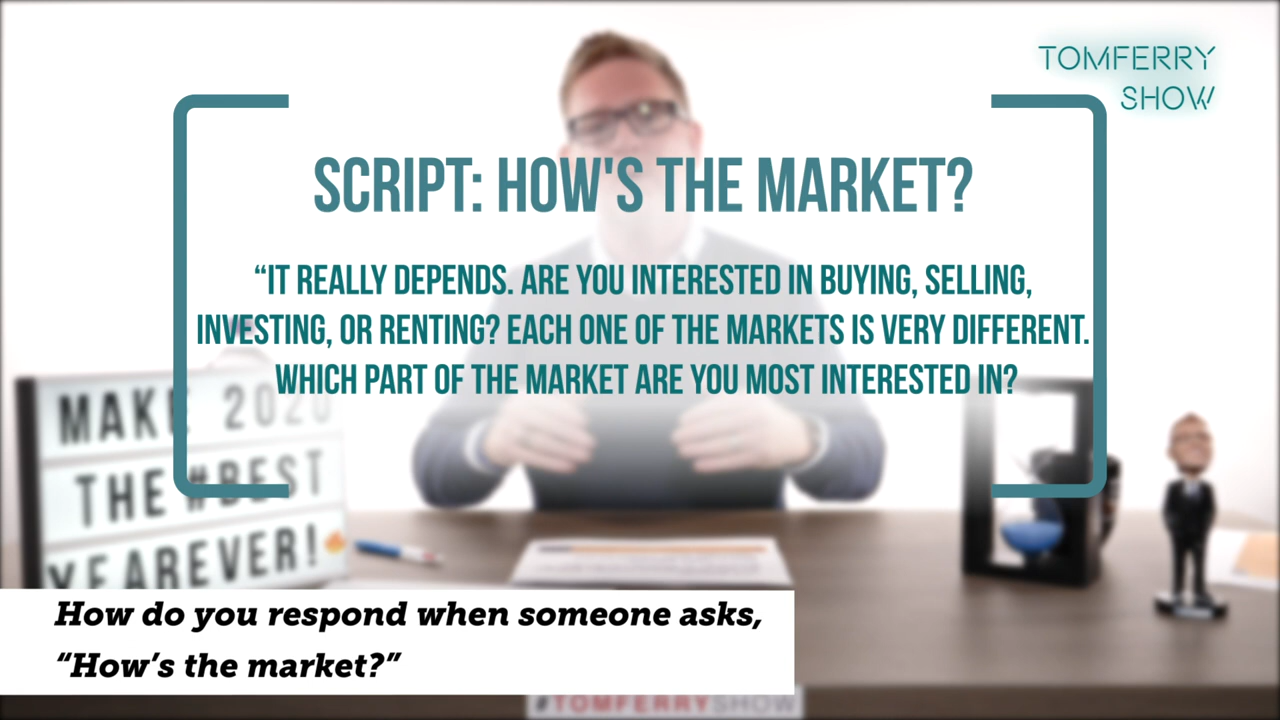 TOMFERRY
SHOW
SCRIPT: HOW'S THE MARKET?
“IT REALLY DEPENDS. ARE YOU INTERESTED IN BUYING, SELLING,
INVESTING, OR RENTING? EACH ONE OF THE MARKETS IS VERY DIFFERENT.
WHICH PART OF THE MARKET ARE YOU MOST INTERESTED IN?
MAKE 2020
THE #BEST
YEAREVER!
How do you respond when someone asks,
“How’s the market?”
#TOMFERRYSHOW